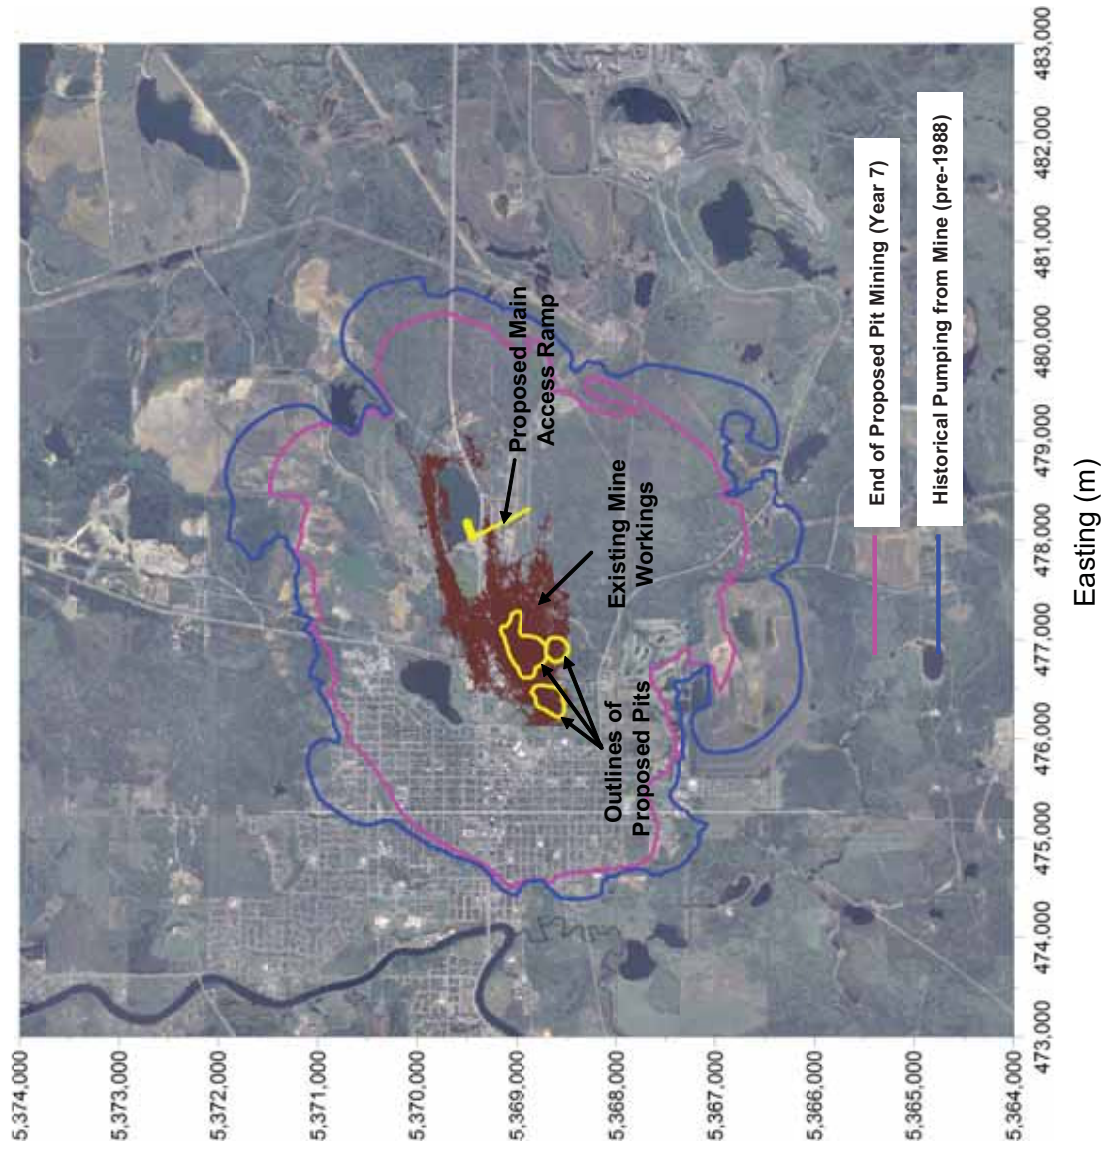 5,374,000
5,373,000
5,372,000
5,371,000
5,370,000
5,369,000
5,368,000
5,367,000
5,366,000
5,365,000
5,364,000
473,000
474,000
475,000
476,000
477,000
478,000
479,000
480,000
481,000
482,000
483,000
Easting (m)
Proposed Main
Access Ramp
Existing Mine
Workings
Outlines of
Proposed Pits
End of Proposed Pit Mining (Year 7)
Historical Pumping from Mine (pre-1988)